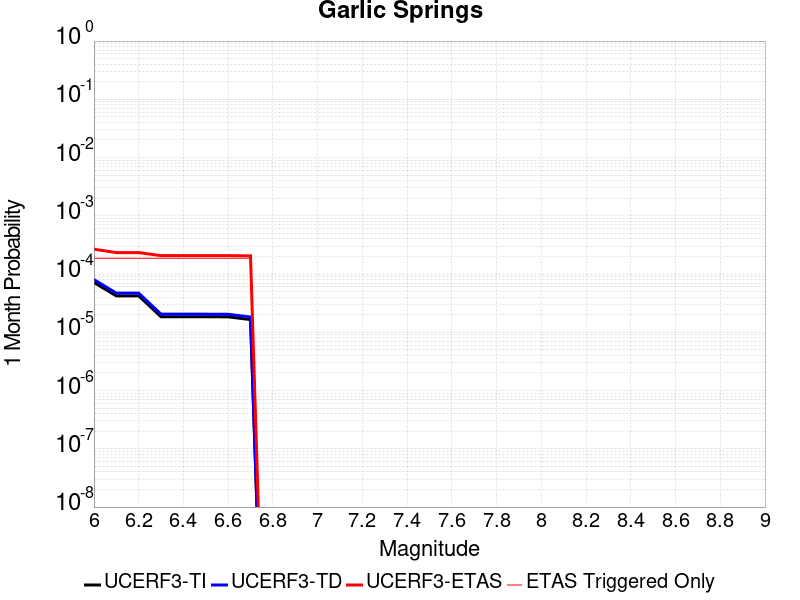 Garlic Springs
10^0
10^-1
10^-2
10^-3
10^-4
10^-5
10^-6
10^-7
10^-8
1 Month Probability
6 6.2 6.4 6.6 6.8 7 7.2 7.4 7.6 7.8 8 8.2 8.4 8.6 8.8 9
Magnitude
UCERF3-TI UCERF3-TD UCERF3-ETAS ETAS Triggered Only